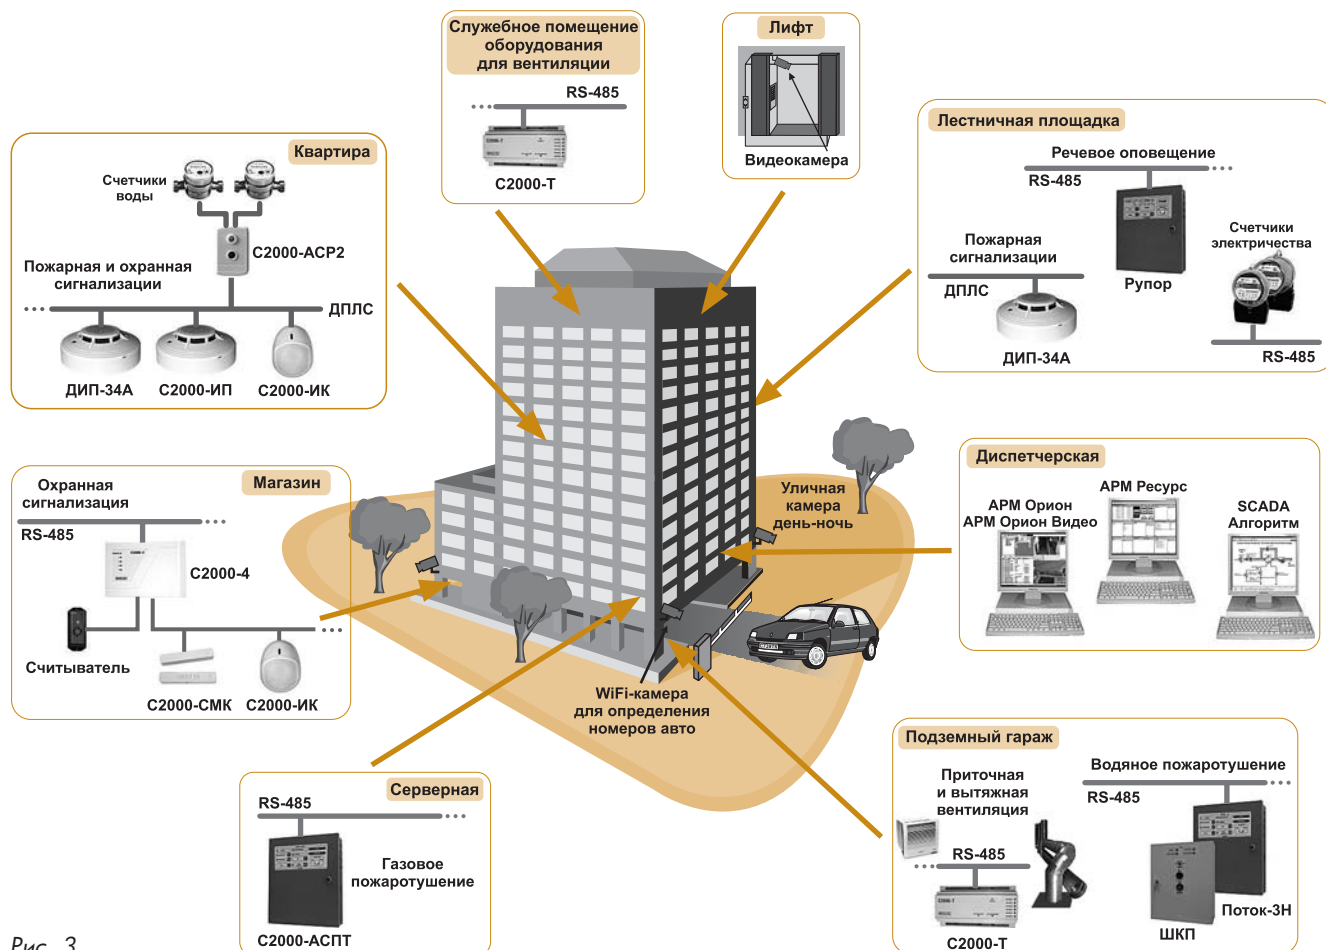 Служебное помещение
оборудования
для вентиляции
RS-485
С2000-Т
Лифт
Видеокамера
Лестничная площадка
Речевое оповещение
RS-485
Рупор
Пожарная
сигнализация
ДПЛС
ДИП-34А
Счетчики
электричества
RS-485
Квартира
Счетчики
воды
С2000-АСР2
Пожарная и охранная
сигнализации
ДПЛС
ДИП-34А
С2000-ИП
С2000-ИК
Магазин
Охранная
сигнализация
RS-485
С2000-4
Считыватель
С2000-СМК
С2000-ИК
Уличная
камера
день-ночь
Диспетчерская
АРМ Орион
АРМ Орион Видео
АРМ Ресурс
SCADA
Алгоритм
WiFi-камера
для определения
номеров авто
Серверная
RS-485
Газовое
пожаротушение
С2000-АСПТ
Подземный гараж
Приточная
и вытяжная
вентиляция
RS-485
С2000-Т
Водяное пожаротушение
RS-485
Поток-3Н
ШКП
Рис. 3